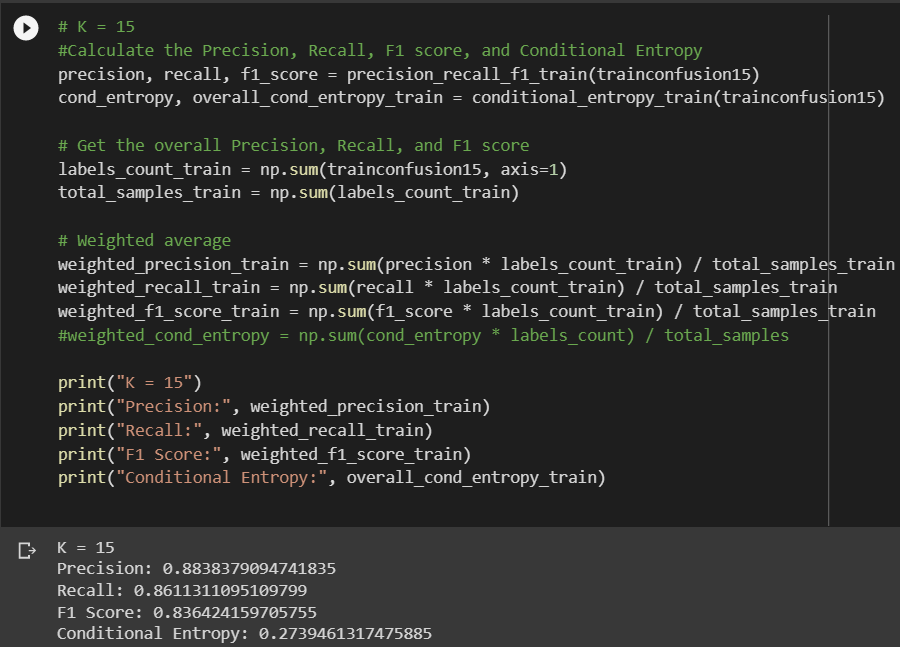 # K = 15
#Calculate the Precision, Recall, F1 score, and Conditional Entropy
precision, recall, f1_score = precision_recall_f1_train(trainconfusion15)
cond_entropy, overall_cond_entropy_train = conditional_entropy_train(trainconfusion15)
# Get the overall Precision, Recall, and F1 score
labels_count_train = np.sum(trainconfusion15, axis=1)
total_samples_train = np.sum(labels_count_train)
# Weighted average
weighted_precision_train = np.sum(precision * labels_count_train) / total_samples_train
weighted_recall_train = np.sum(recall * labels_count_train) / total_samples_train
weighted_f1_score_train = np.sum(f1_score * labels_count_train) / total_samples_train
#weighted_cond_entropy = np.sum(cond_entropy * labels_count) / total_samples
print("K = 15")
print("Precision:", weighted_precision_train)
print("Recall:", weighted_recall_train)
print("F1 Score:", weighted_f1_score_train)
print("Conditional Entropy:", overall_cond_entropy_train)
K = 15
Precision: 0.8838379094741835
Recall: 0.8611311095109799
F1 Score: 0.836424159705755
Conditional Entropy: 0.2739461317475885